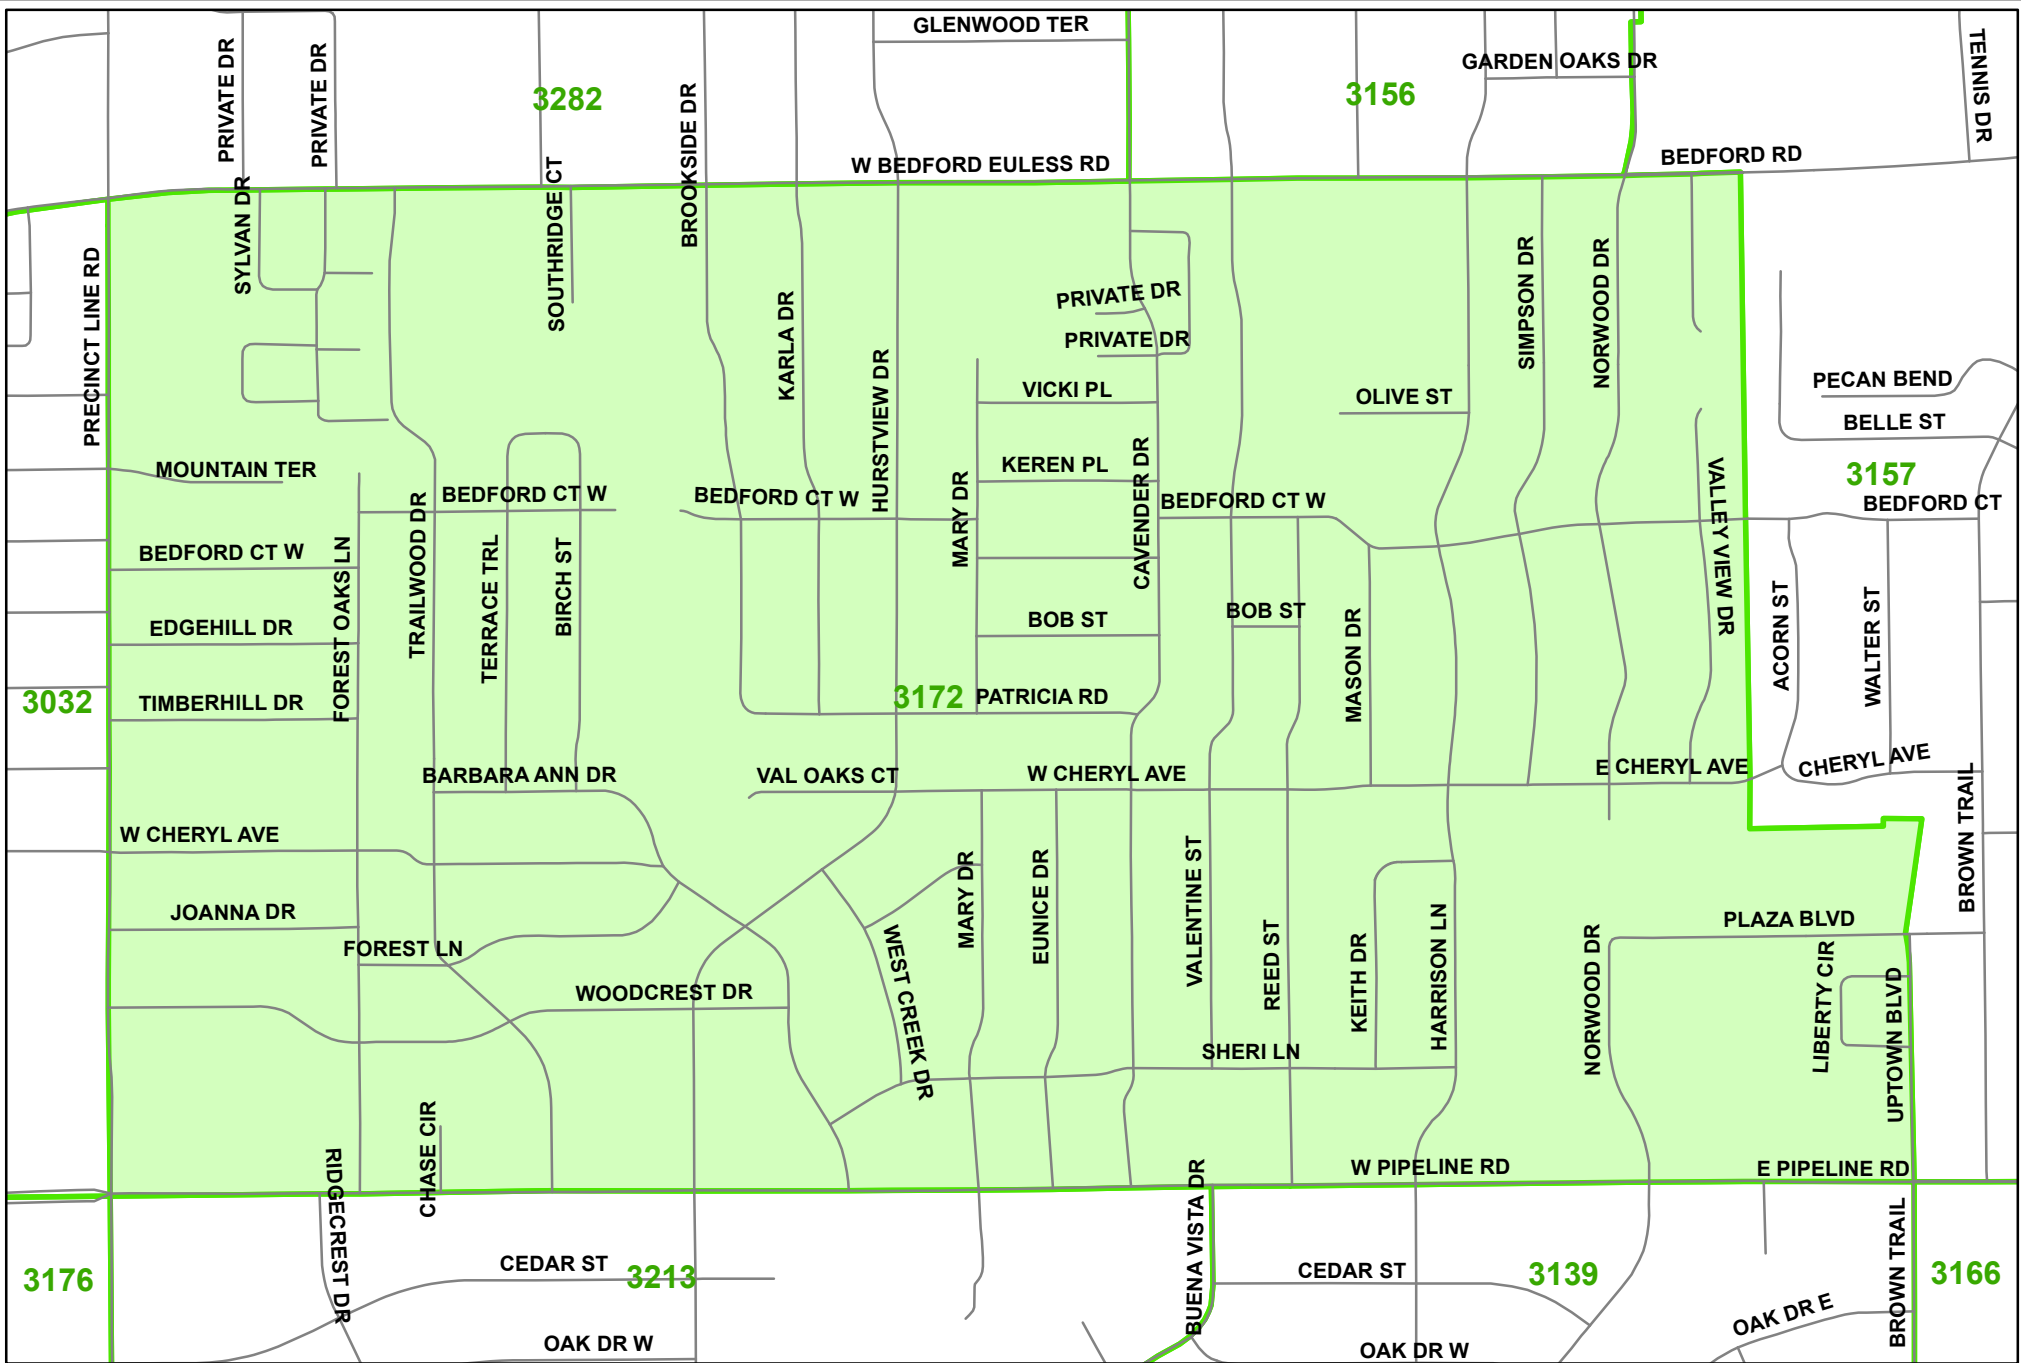 GLENWOOD TER
GARDEN OAKS DR
TENNIS DR
PRIVATE DR
PRIVATE DR
3282
BROOKSIDE DR
3156
W BEDFORD EULESS RD
BEDFORD RD
SYLVAN DR
SOUTHRIDGE CT
PRECINCT LINE RD
KARLA DR
HURSTVIEW DR
PRIVATE DR
PRIVATE DR
SIMPSON DR
NORWOOD DR
VICKI PL
OLIVE ST
PECAN BEND
BELLE ST
MOUNTAIN TER
KEREN PL
CAVENDER DR
3157
BEDFORD CT W
BEDFORD CT W
BEDFORD CT W
BEDFORD CT
MARY DR
VALLEY VIEW DR
BEDFORD CT W
FOREST OAKS LN
TRAILWOOD DR
TERRACE TRL
BIRCH ST
EDGEHILL DR
BOB ST
BOB ST
MASON DR
ACORN ST
WALTER ST
3032
TIMBERHILL DR
3172
PATRICIA RD
BARBARA ANN DR
VAL OAKS CT
W CHERYL AVE
E CHERYL AVE
CHERYL AVE
W CHERYL AVE
BROWN TRAIL
JOANNA DR
FOREST LN
MARY DR
EUNICE DR
VALENTINE ST
REED ST
KEITH DR
HARRISON LN
NORWOOD DR
PLAZA BLVD
LIBERTY CIR
UPTOWN BLVD
WOODCREST DR
WEST CREEK DR
SHERI LN
CHASE CIR
RIDGECREST DR
W PIPELINE RD
E PIPELINE RD
BUENA VISTA DR
BROWN TRAIL
3176
CEDAR ST
3213
CEDAR ST
3139
3166
OAK DR E
OAK DR W
OAK DR W